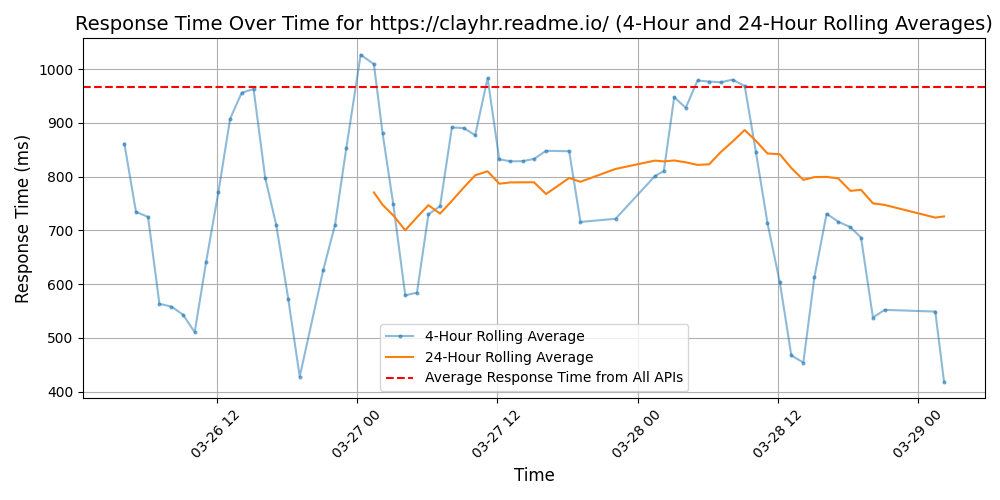 Response Time Over Time for https://clayhr.readme.io/ (4-Hour and 24-Hour Rolling Averages)
Response Time (ms)
1000
900
800
700
600
500
400
4-Hour Rolling Average
24-Hour Rolling Average
Average Response Time from All APIs
03-26 12
03-27 00
03-27 12
03-28 00
03-28 12
03-29 00
Time